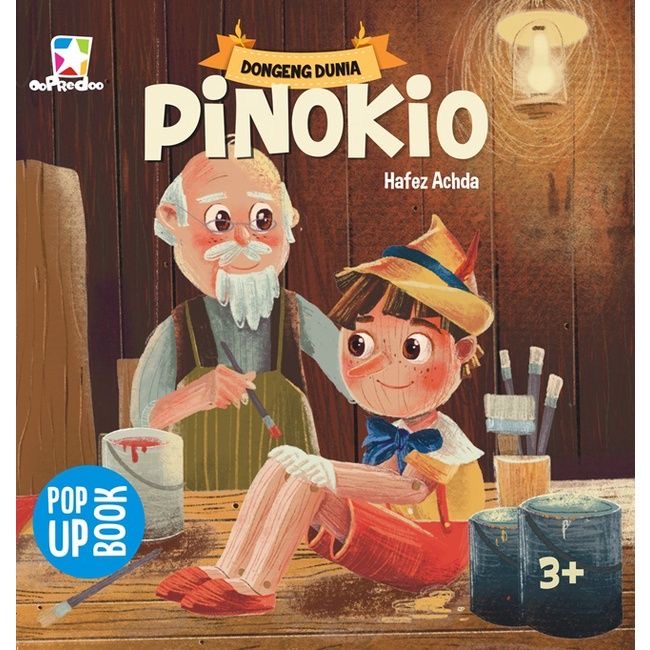 OOPReDoo
DONGENG DUNIA
PiNOKiO
Hafez Achda
POP
UP
BOOK
3+